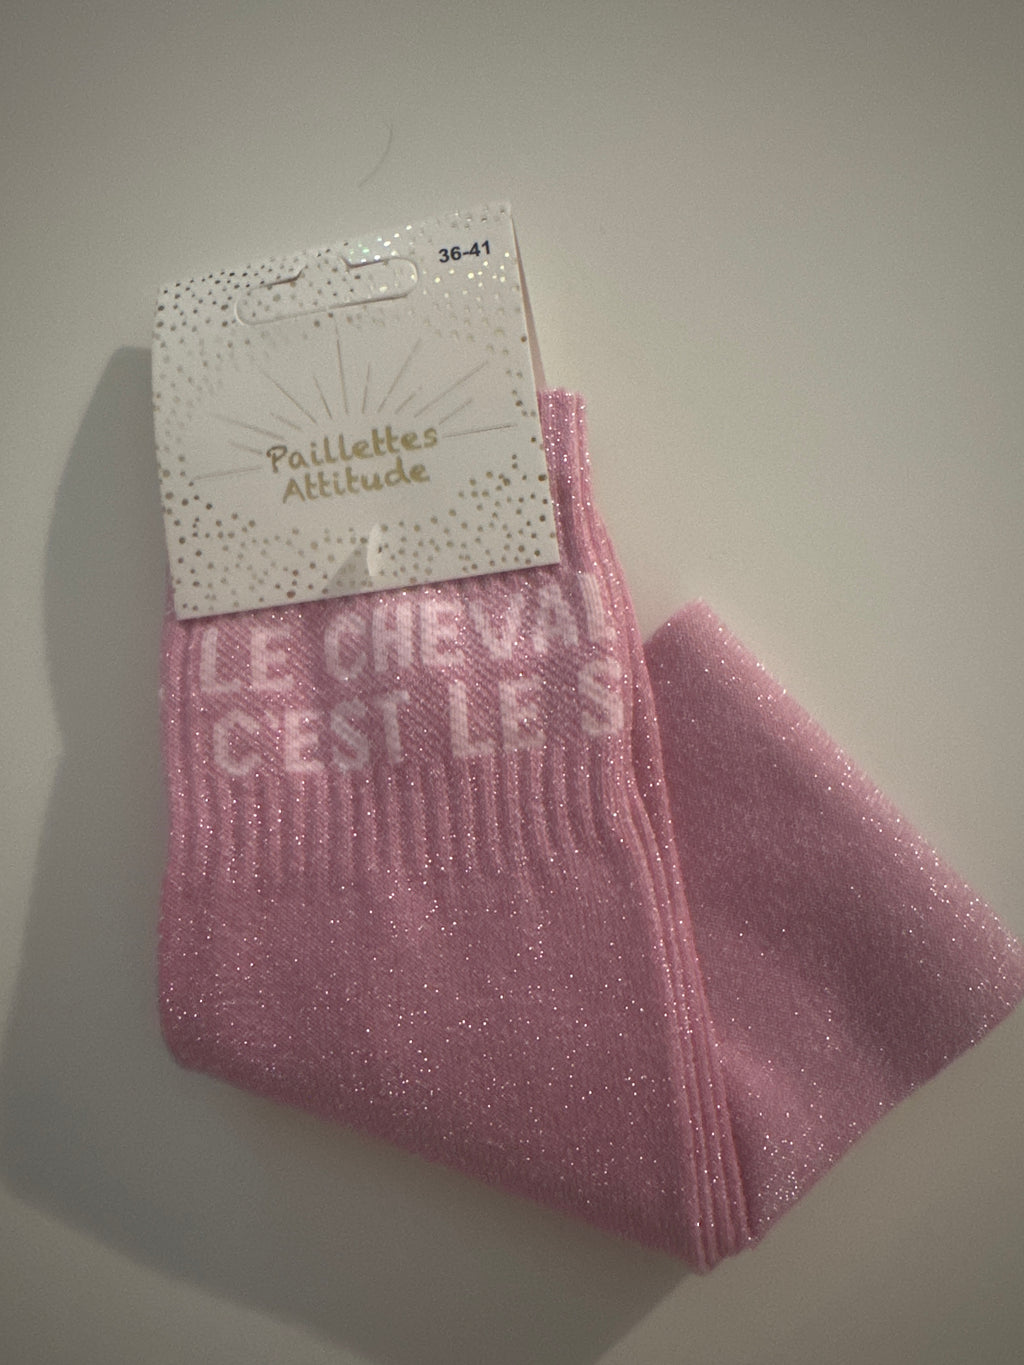 36-41
Paillettes
Attitude
LE CHEVAL
C'EST LE S